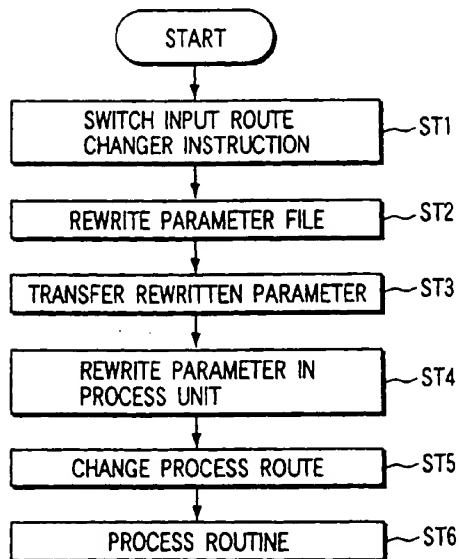 START
SWITCH INPUT ROUTE
CHANGER INSTRUCTION
ST1
REWRITE PARAMETER FILE
ST2
TRANSFER REWRITTEN PARAMETER
ST3
REWRITE PARAMETER IN
PROCESS UNIT
ST4
CHANGE PROCESS ROUTE
ST5
PROCESS ROUTINE
ST6